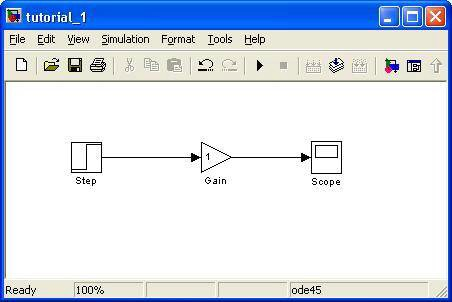 tutorial_1
File Edit View Simulation Format Tools Help
1
Step Gain Scope
Ready 100% ode45